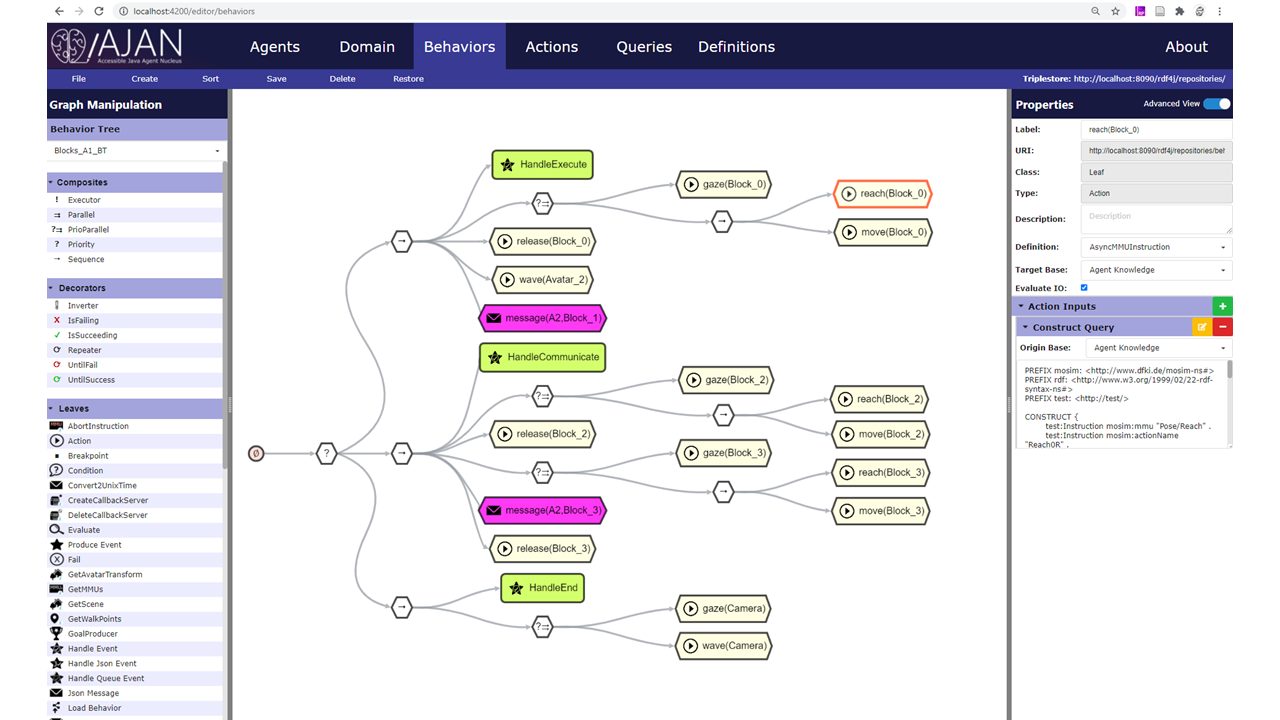 localhost:4200/editor/behaviors
/AJAN
Accessible Java Agent Nucleus
Agents Domain Behaviors Actions Queries Definitions About
File Create Sort Save Delete Restore Triplestore: http://localhost:8090/rdf4j/repositories/
Graph Manipulation
Behavior Tree
Blocks_A1_BT
Composites
! Executor
Parallel
PrioParallel
? Priority
Sequence
Decorators
Inverter
X IsFailing
IsSucceeding
Repeater
UntilFail
UntilSuccess
Leaves
AbortInstruction
Action
Breakpoint
Condition
Convert2UnixTime
CreateCallbackServer
DeleteCallbackServer
Evaluate
Produce Event
Fail
GetAvatarTransform
GetMMUs
GetScene
GetWalkPoints
GoalProducer
Handle Event
Handle Json Event
Handle Queue Event
Json Message
Load Behavior
HandleExecute
gaze(Block_0)
reach(Block_0)
?⇉
→
move(Block_0)
→
release(Block_0)
wave(Avatar_2)
message(A2,Block_1)
HandleCommunicate
gaze(Block_2)
?⇉
reach(Block_2)
→
release(Block_2)
move(Block_2)
Ø
?
→
gaze(Block_3)
?⇉
reach(Block_3)
→
message(A2,Block_3)
move(Block_3)
release(Block_3)
HandleEnd
→
gaze(Camera)
?⇉
wave(Camera)
Properties Advanced View
Label: reach(Block_0)
URI: http://localhost:8090/rdf4j/repositories/beh
Class: Leaf
Type: Action
Description: Description
Definition: AsyncMMUInstruction
Target Base: Agent Knowledge
Evaluate IO:
Action Inputs +
Construct Query −
Origin Base: Agent Knowledge
PREFIX mosim: <http://www.dfki.de/mosim-ns#>
PREFIX rdf: <http://www.w3.org/1999/02/22-rdf-
syntax-ns#>
PREFIX test: <http://test/>
CONSTRUCT {
test:Instruction mosim:mmu "Pose/Reach" .
test:Instruction mosim:actionName
"Reach0R" .